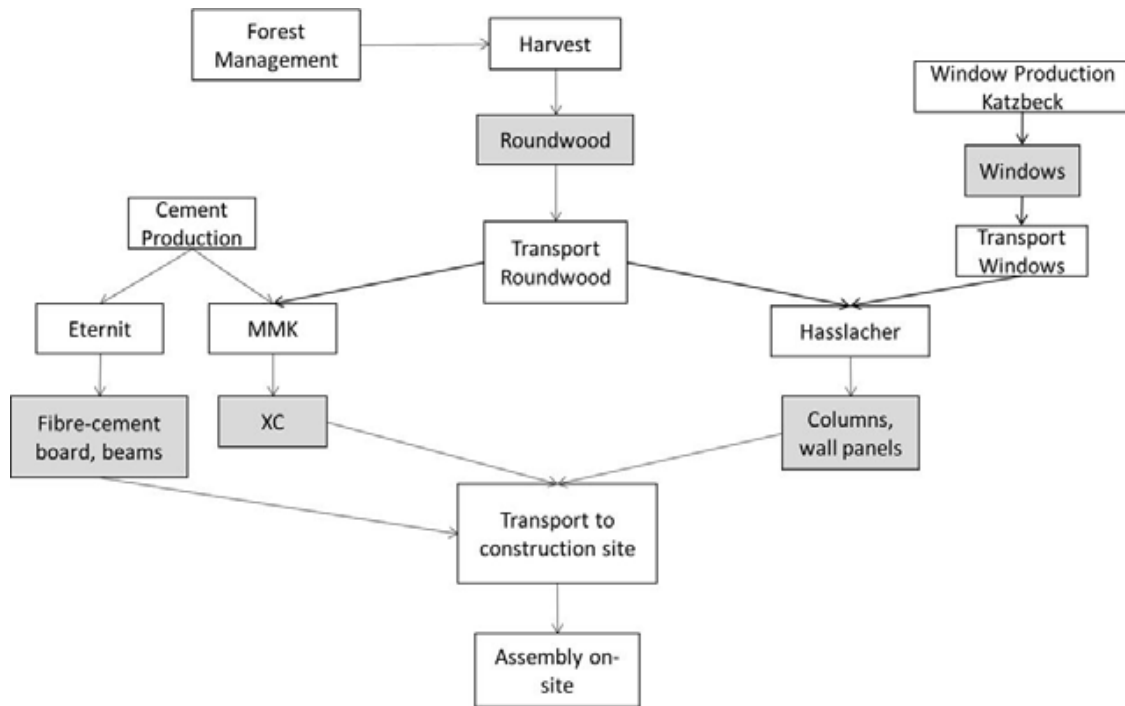 Forest
Management
Harvest
Window Production
Katzbeck
Roundwood
Windows
Cement
Production
Transport
Roundwood
Transport
Windows
Eternit
MMK
Hasslacher
Fibre-cement
board, beams
XC
Columns,
wall panels
Transport to
construction site
Assembly on-
site